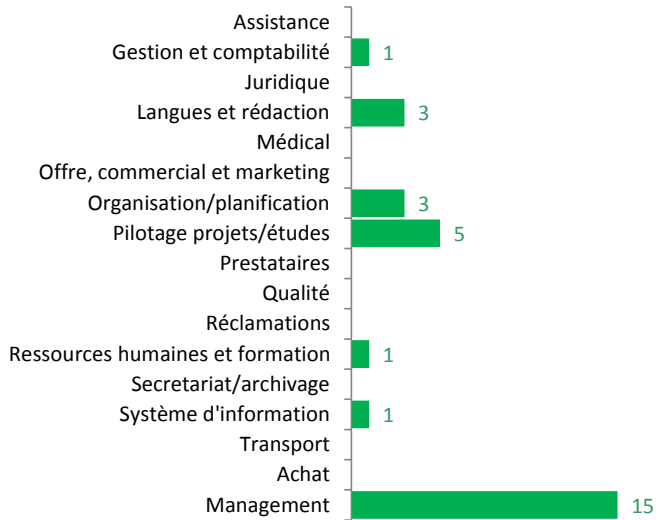 Assistance
Gestion et comptabilité 1
Juridique
Langues et rédaction 3
Médical
Offre, commercial et marketing
Organisation/planification 3
Pilotage projets/études 5
Prestataires
Qualité
Réclamations
Ressources humaines et formation 1
Secretariat/archivage
Système d'information 1
Transport
Achat
Management 15